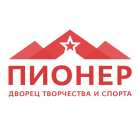 ПИОНЕР
ДВОРЕЦ ТВОРЧЕСТВА И СПОРТА